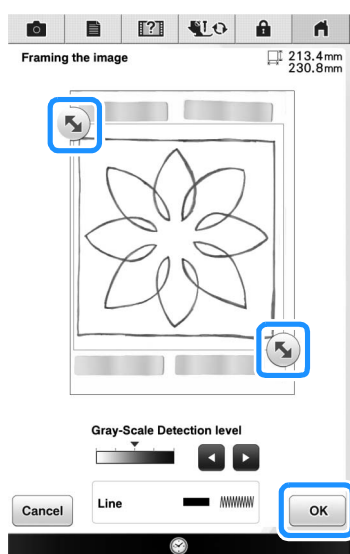 Framing the image
213.4mm
230.8mm
Gray-Scale Detection level
Line
Cancel
OK